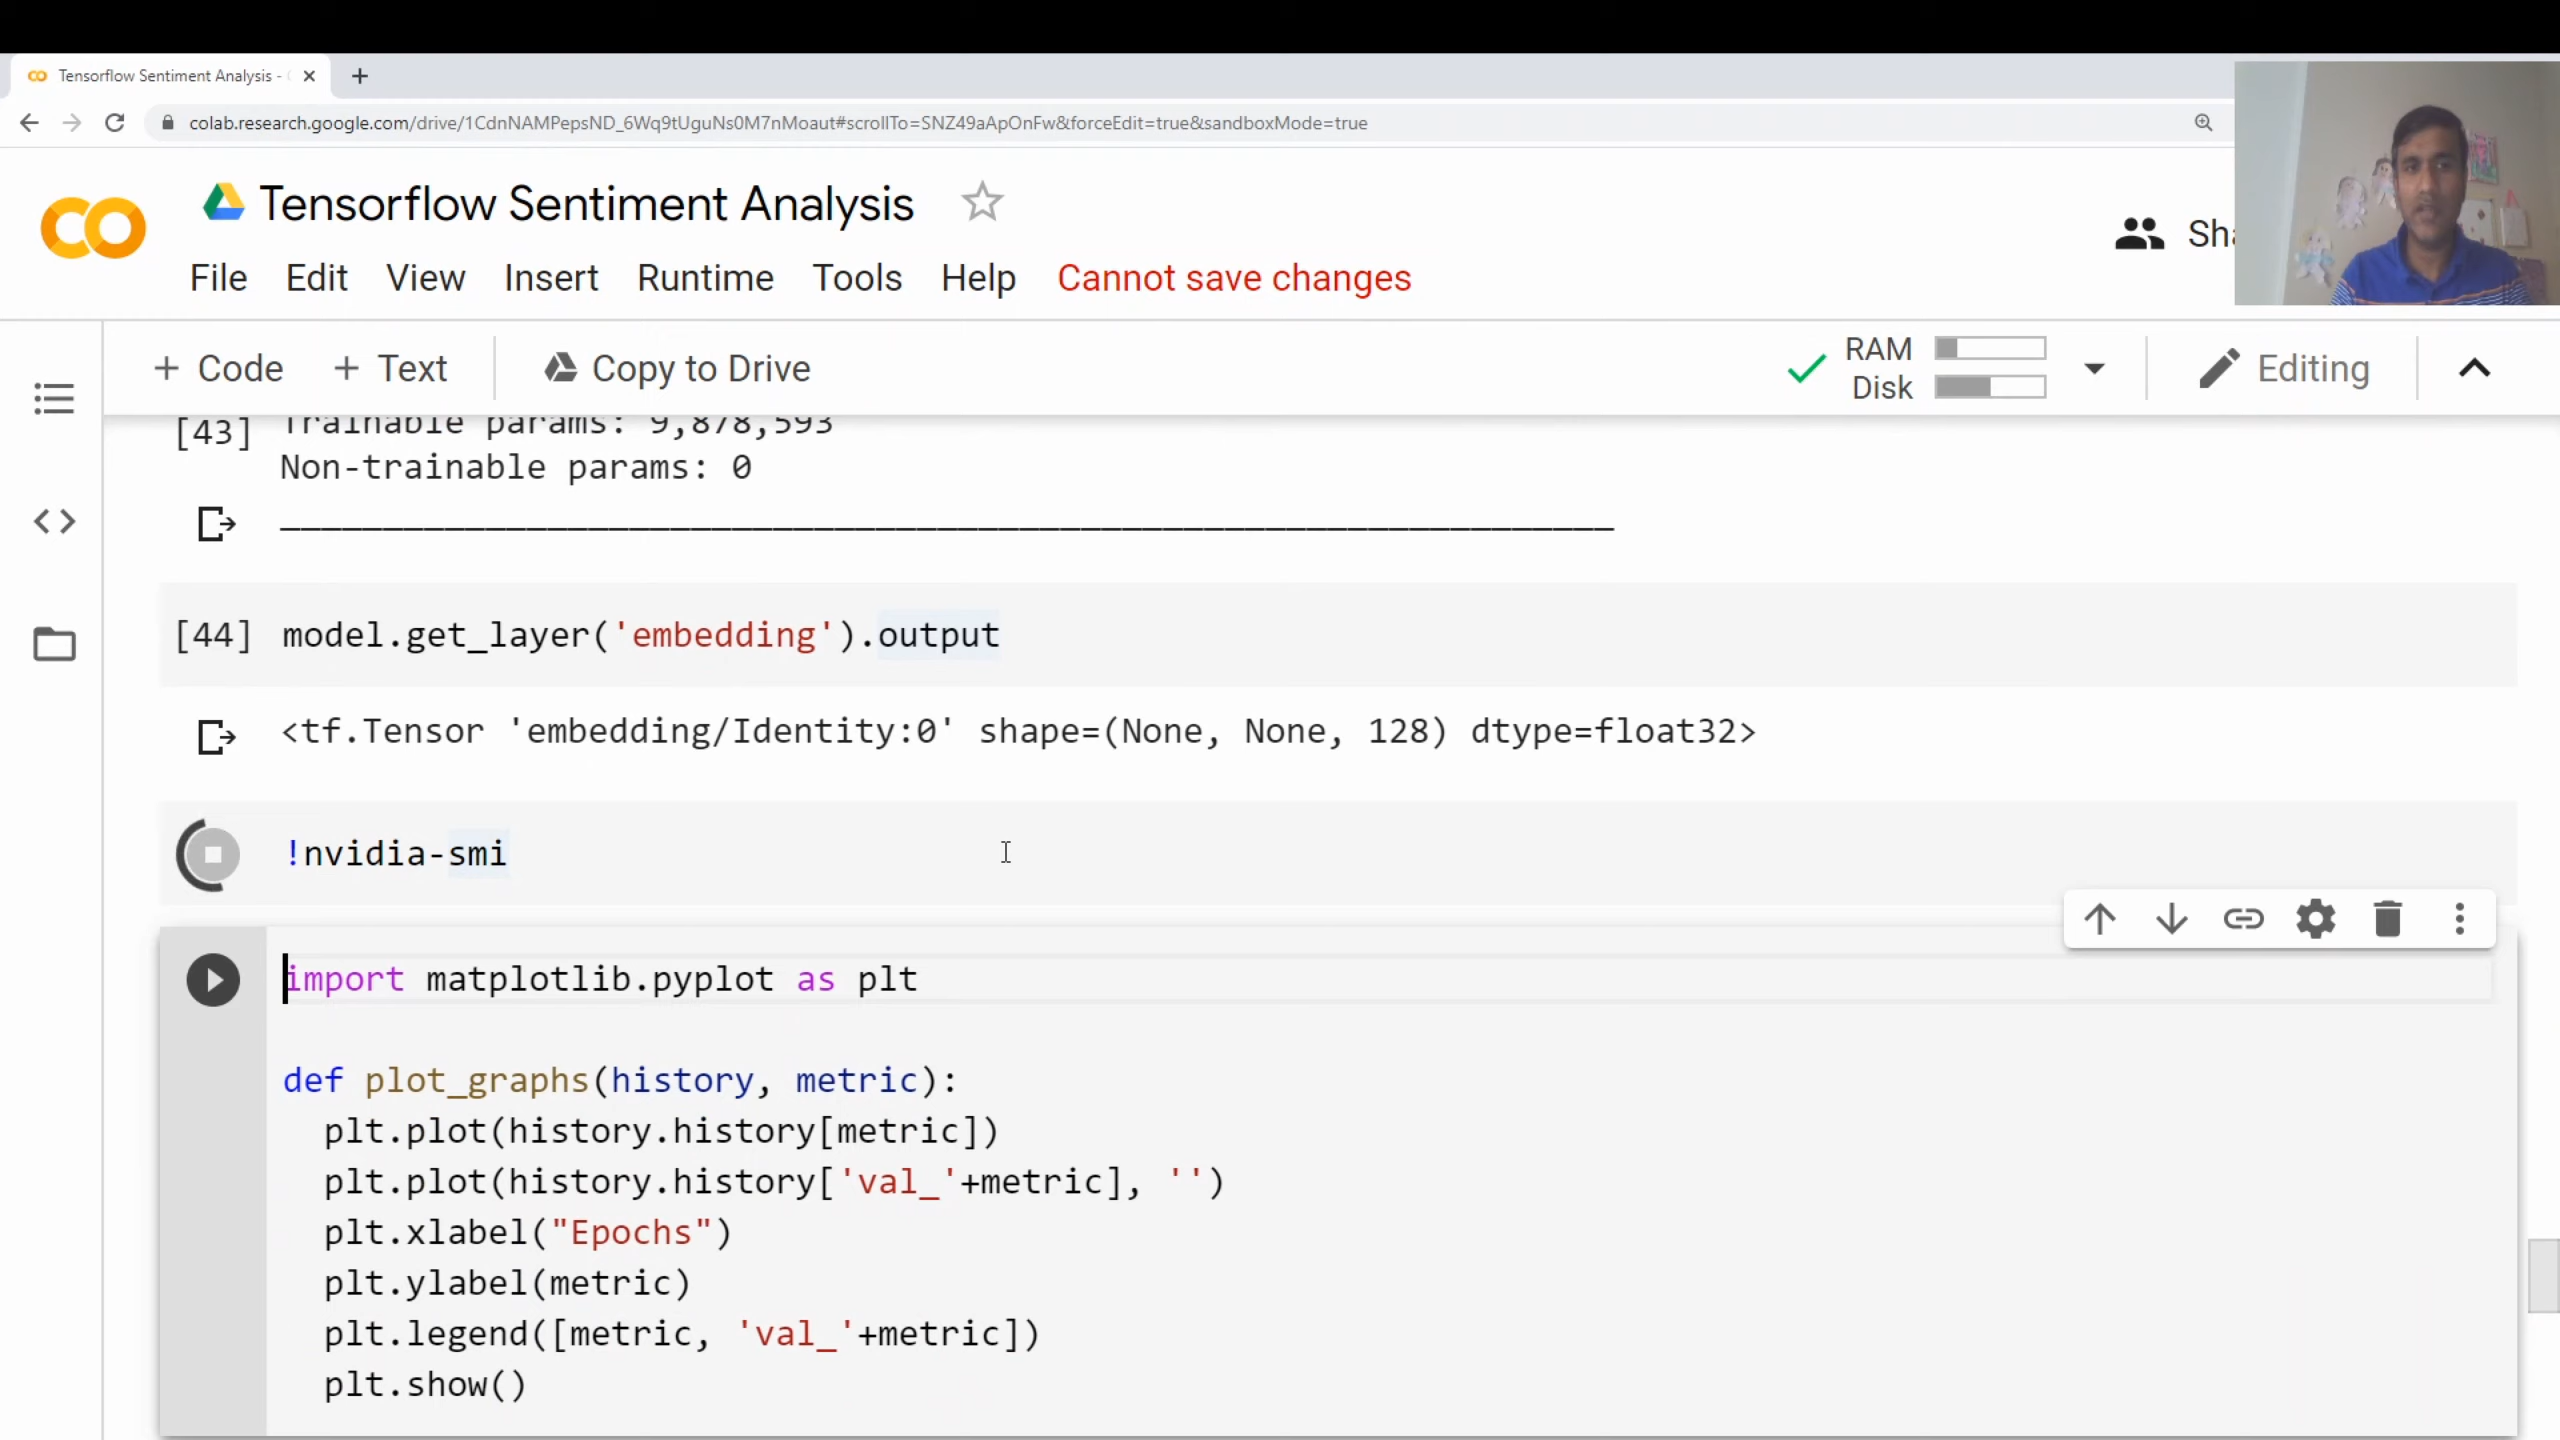 Tensorflow Sentiment Analysis -
colab.research.google.com/drive/1CdnNAMPepsND_6Wq9tUguNs0M7nMoaut#scrollTo=SNZ49aApOnFw&forceEdit=true&sandboxMode=true
CO
Tensorflow Sentiment Analysis
File Edit View Insert Runtime Tools Help Cannot save changes
Sha
+ Code + Text Copy to Drive
RAM
Disk
Editing
[43] Trainable params: 9,878,593
Non-trainable params: 0
[44] model.get_layer('embedding').output
<tf.Tensor 'embedding/Identity:0' shape=(None, None, 128) dtype=float32>
!nvidia-smi
import matplotlib.pyplot as plt
def plot_graphs(history, metric):
plt.plot(history.history[metric])
plt.plot(history.history['val_'+metric], '')
plt.xlabel("Epochs")
plt.ylabel(metric)
plt.legend([metric, 'val_'+metric])
plt.show()